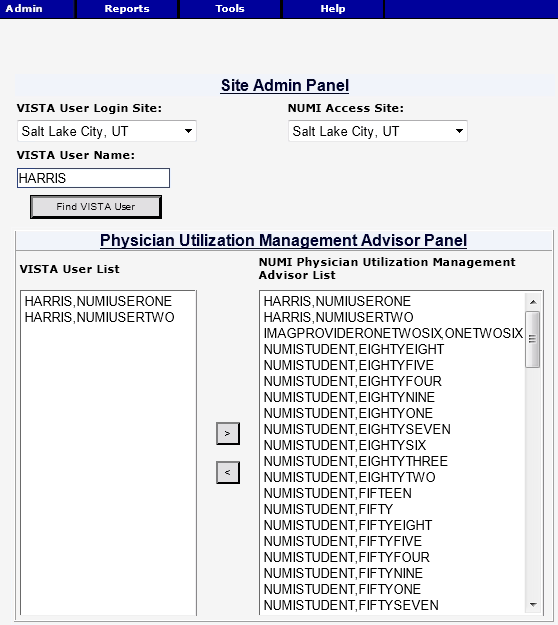 Admin Reports Tools Help
Site Admin Panel
VISTA User Login Site: NUMI Access Site:
Salt Lake City, UT Salt Lake City, UT
VISTA User Name:
HARRIS
Find VISTA User
Physician Utilization Management Advisor Panel
VISTA User List
NUMI Physician Utilization Management
Advisor List
HARRIS,NUMIUSERONE
HARRIS,NUMIUSERTWO
>
<
HARRIS,NUMIUSERONE
HARRIS,NUMIUSERTWO
IMAGPROVIDERONETWOSIX,ONETWOSIX
NUMISTUDENT,EIGHTYEIGHT
NUMISTUDENT,EIGHTYFIVE
NUMISTUDENT,EIGHTYFOUR
NUMISTUDENT,EIGHTYNINE
NUMISTUDENT,EIGHTYONE
NUMISTUDENT,EIGHTYSEVEN
NUMISTUDENT,EIGHTYSIX
NUMISTUDENT,EIGHTYTHREE
NUMISTUDENT,EIGHTYTWO
NUMISTUDENT,FIFTEEN
NUMISTUDENT,FIFTY
NUMISTUDENT,FIFTYEIGHT
NUMISTUDENT,FIFTYFIVE
NUMISTUDENT,FIFTYFOUR
NUMISTUDENT,FIFTYNINE
NUMISTUDENT,FIFTYONE
NUMISTUDENT,FIFTYSEVEN